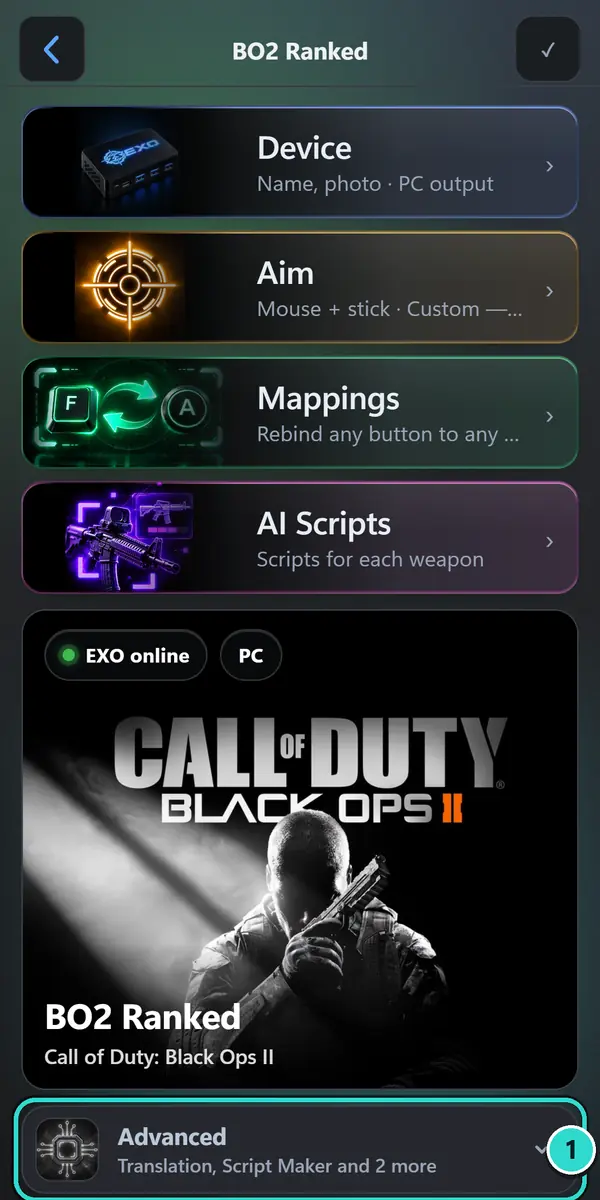 BO2 Ranked
EXO
Device
Name, photo · PC output
Aim
Mouse + stick · Custom —...
F
A
Mappings
Rebind any button to any ...
AI Scripts
Scripts for each weapon
EXO online
PC
CALL OF DUTY®
BLACK OPS II
BO2 Ranked
Call of Duty: Black Ops II
Advanced
Translation, Script Maker and 2 more
1